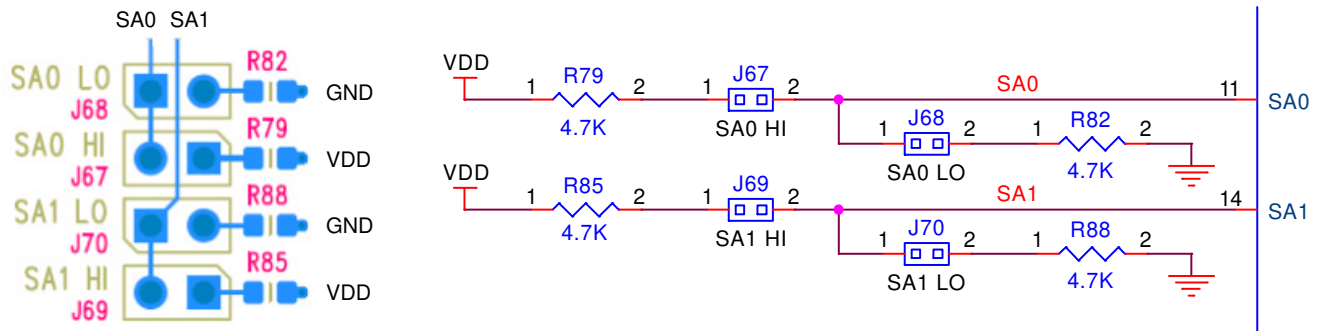 SA0 SA1
SA0 LO
J68
R82
GND
SA0 HI
J67
R79
VDD
SA1 LO
J70
R88
GND
SA1 HI
J69
R85
VDD
VDD
1 R79 2
4.7K
1 J67 2
SA0 HI
SA0
11
SA0
1 J68 2
SA0 LO
1 R82 2
4.7K
VDD
1 R85 2
4.7K
1 J69 2
SA1 HI
SA1
14
SA1
1 J70 2
SA1 LO
1 R88 2
4.7K